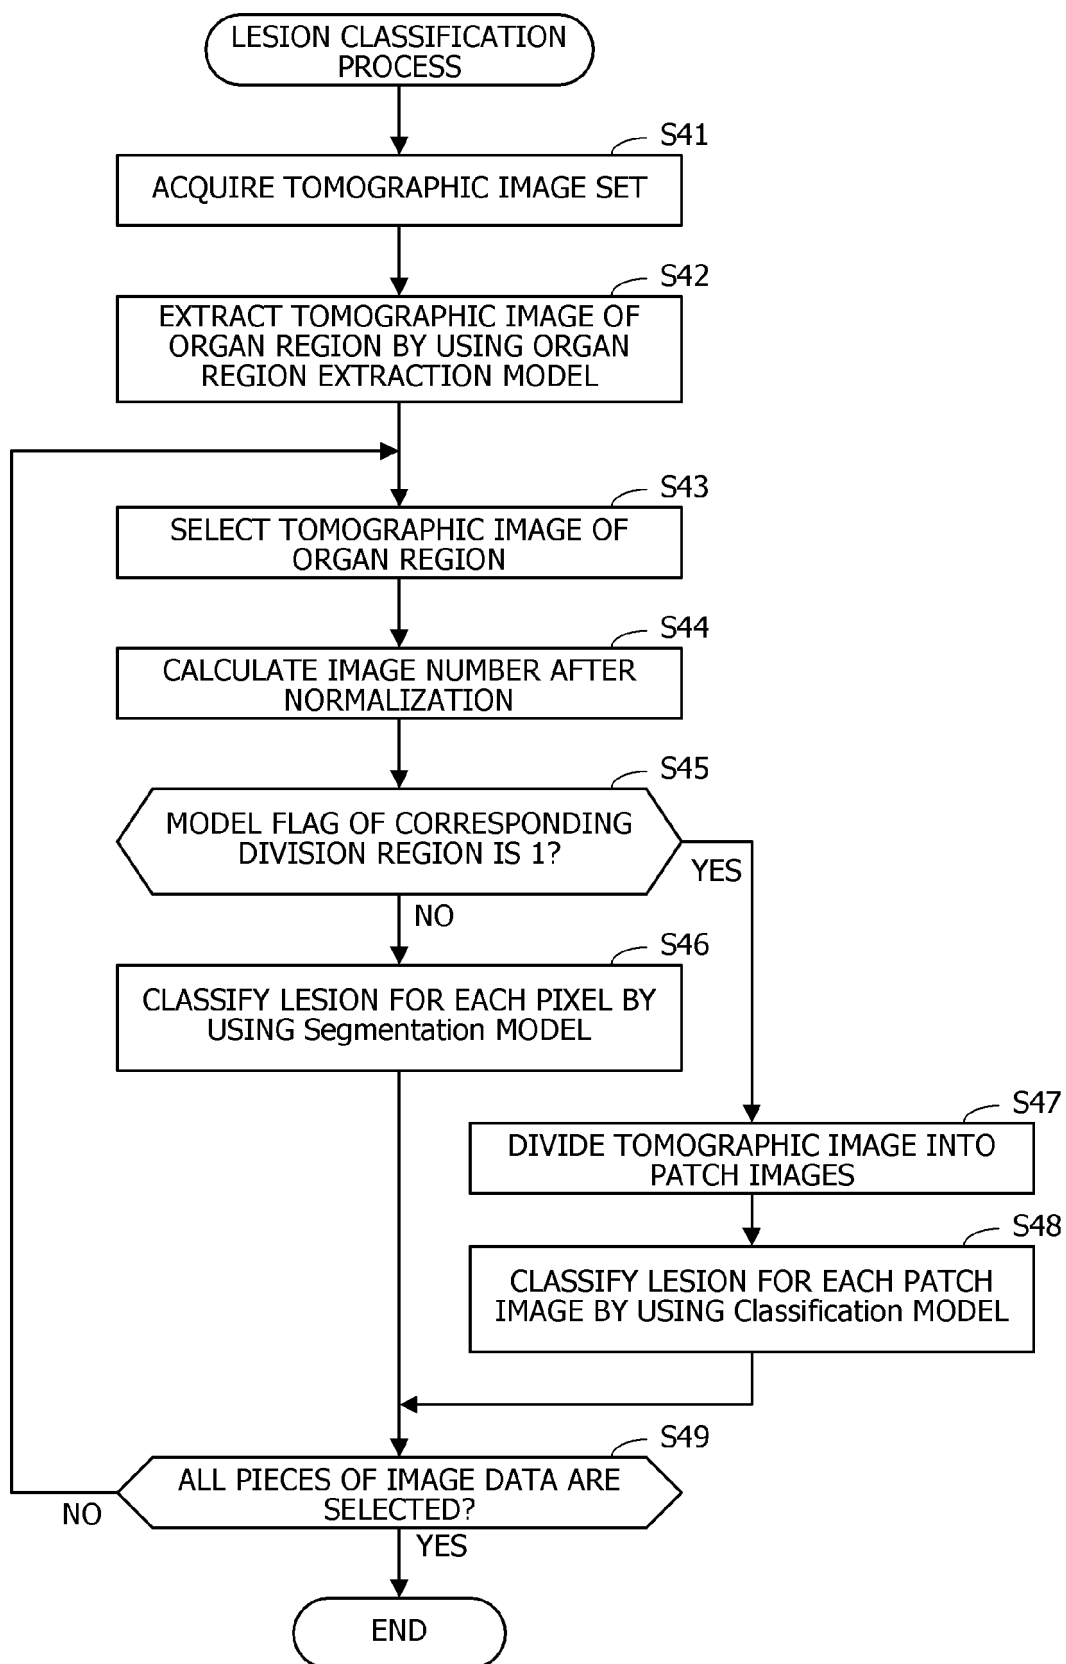 LESION CLASSIFICATION
PROCESS
S41
ACQUIRE TOMOGRAPHIC IMAGE SET
S42
EXTRACT TOMOGRAPHIC IMAGE OF
ORGAN REGION BY USING ORGAN
REGION EXTRACTION MODEL
S43
SELECT TOMOGRAPHIC IMAGE OF
ORGAN REGION
S44
CALCULATE IMAGE NUMBER AFTER
NORMALIZATION
S45
MODEL FLAG OF CORRESPONDING
DIVISION REGION IS 1?
YES
NO
S46
CLASSIFY LESION FOR EACH PIXEL BY
USING Segmentation MODEL
S47
DIVIDE TOMOGRAPHIC IMAGE INTO
PATCH IMAGES
S48
CLASSIFY LESION FOR EACH PATCH
IMAGE BY USING Classification MODEL
S49
ALL PIECES OF IMAGE DATA ARE
SELECTED?
NO
YES
END